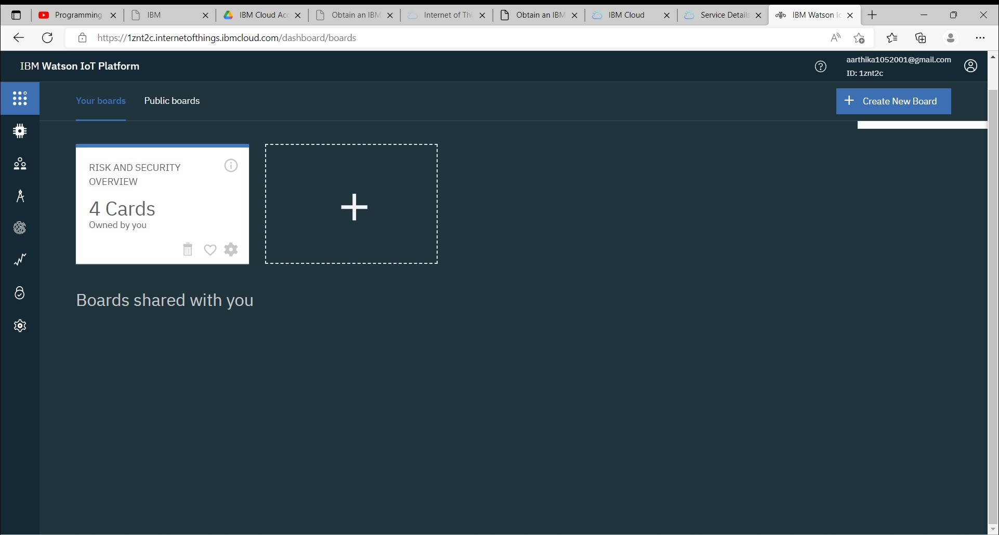 Programming
IBM
IBM Cloud Acc
Obtain an IBM
Internet of Thi
Obtain an IBM
IBM Cloud
Service Details
IBM Watson Io
https://1znt2c.internetofthings.ibmcloud.com/dashboard/boards
IBM Watson IoT Platform
aarthika1052001@gmail.com
ID: 1znt2c
Your boards
Public boards
Create New Board
RISK AND SECURITY
OVERVIEW
4 Cards
Owned by you
Boards shared with you